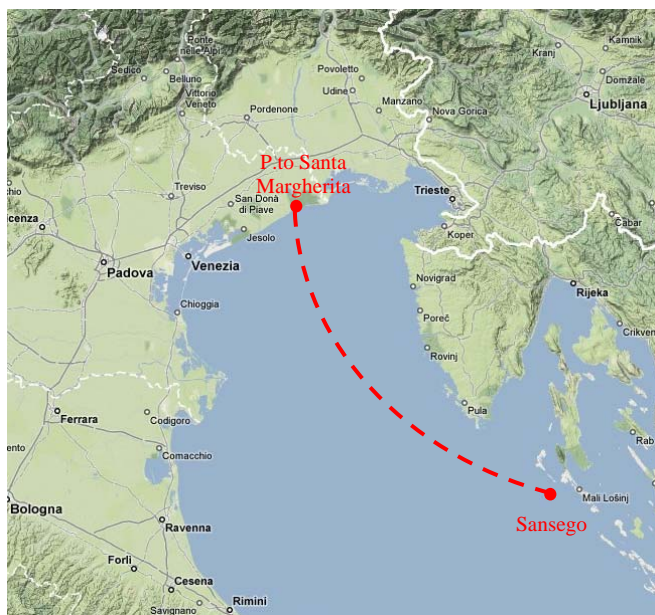 Kamnik
Kranj
Ponte
nelle Alpi
Sedico
Belluno
Povoletto
Domžale
Udine
Ljubljana
Vittorio
Veneto
Manzano
Pordenone
Nova Gorica
P.to Santa
Margherita
Treviso
San Donà
di Piave
Trieste
Čabar
Koper
Jesolo
Padova
Venezia
Novigrad
Rijeka
Chioggia
Poreč
Rovinj
Pula
Ferrara
Codigoro
Rab
Comacchio
Mali Lošinj
Bologna
Sansego
Ravenna
Forlì
Cesena
Savignano
Rimini